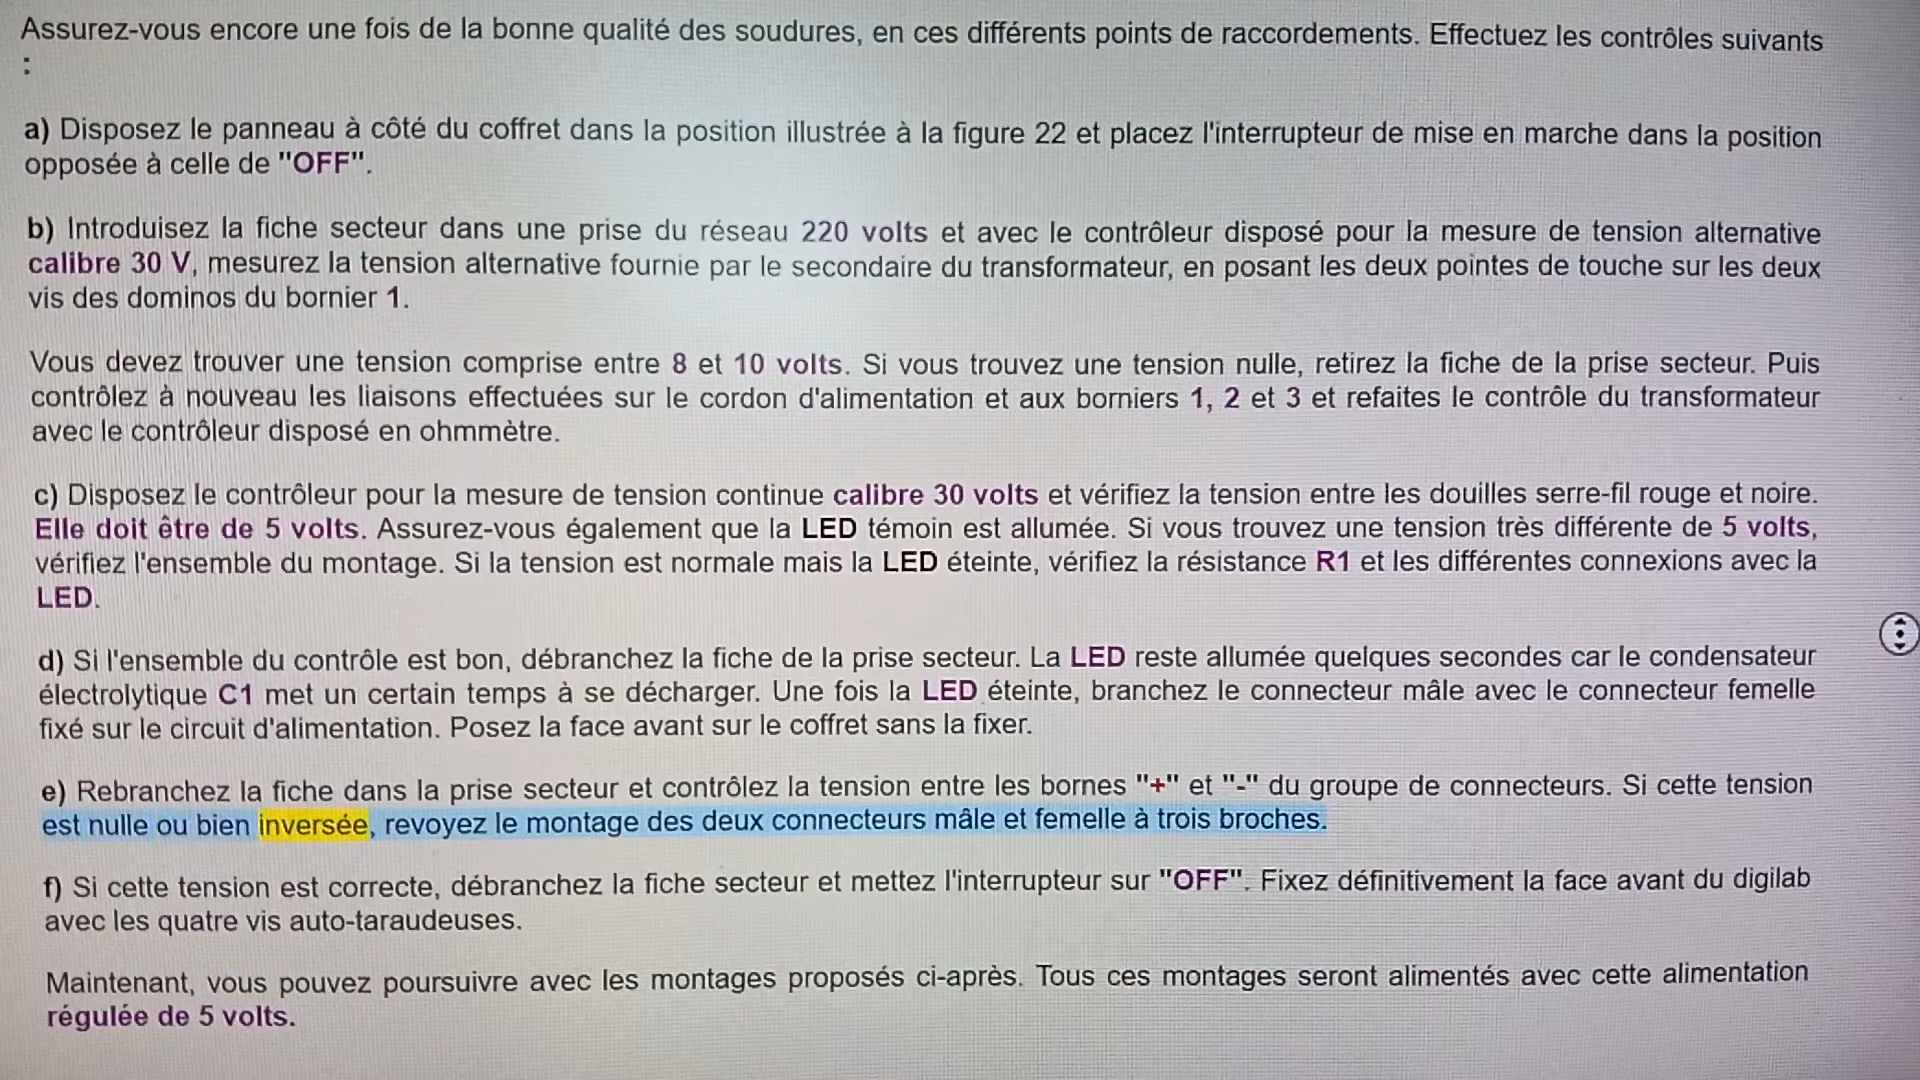 Assurez-vous encore une fois de la bonne qualité des soudures, en ces différents points de raccordements. Effectuez les contrôles suivants
:
a) Disposez le panneau à côté du coffret dans la position illustrée à la figure 22 et placez l'interrupteur de mise en marche dans la position
opposée à celle de "OFF".
b) Introduisez la fiche secteur dans une prise du réseau 220 volts et avec le contrôleur disposé pour la mesure de tension alternative
calibre 30 V, mesurez la tension alternative fournie par le secondaire du transformateur, en posant les deux pointes de touche sur les deux
vis des dominos du bornier 1.
Vous devez trouver une tension comprise entre 8 et 10 volts. Si vous trouvez une tension nulle, retirez la fiche de la prise secteur. Puis
contrôlez à nouveau les liaisons effectuées sur le cordon d'alimentation et aux borniers 1, 2 et 3 et refaites le contrôle du transformateur
avec le contrôleur disposé en ohmmètre.
c) Disposez le contrôleur pour la mesure de tension continue calibre 30 volts et vérifiez la tension entre les douilles serre-fil rouge et noire.
Elle doit être de 5 volts. Assurez-vous également que la LED témoin est allumée. Si vous trouvez une tension très différente de 5 volts,
vérifiez l'ensemble du montage. Si la tension est normale mais la LED éteinte, vérifiez la résistance R1 et les différentes connexions avec la
LED.
d) Si l'ensemble du contrôle est bon, débranchez la fiche de la prise secteur. La LED reste allumée quelques secondes car le condensateur
électrolytique C1 met un certain temps à se décharger. Une fois la LED éteinte, branchez le connecteur mâle avec le connecteur femelle
fixé sur le circuit d'alimentation. Posez la face avant sur le coffret sans la fixer.
e) Rebranchez la fiche dans la prise secteur et contrôlez la tension entre les bornes "+" et "-" du groupe de connecteurs. Si cette tension
est nulle ou bien inversée, revoyez le montage des deux connecteurs mâle et femelle à trois broches.
f) Si cette tension est correcte, débranchez la fiche secteur et mettez l'interrupteur sur "OFF". Fixez définitivement la face avant du digilab
avec les quatre vis auto-taraudeuses.
Maintenant, vous pouvez poursuivre avec les montages proposés ci-après. Tous ces montages seront alimentés avec cette alimentation
régulée de 5 volts.